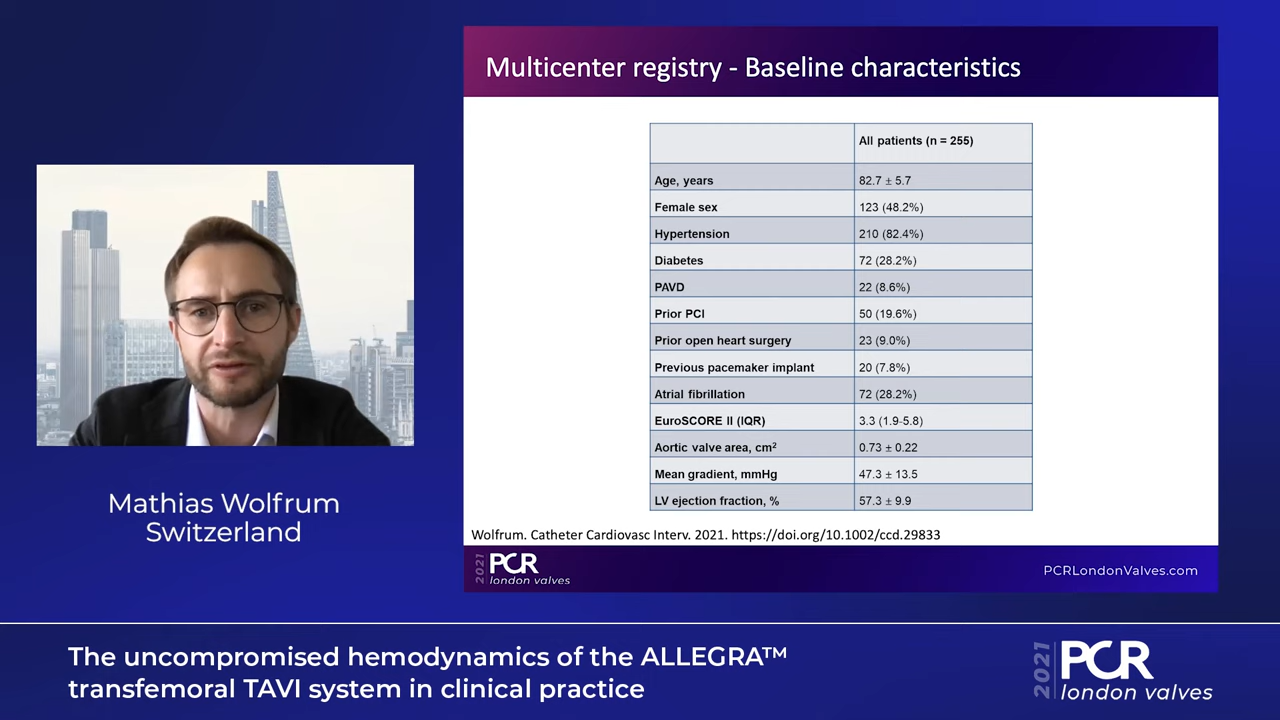 Multicenter registry - Baseline characteristics
All patients (n = 255)
Age, years 82.7 ± 5.7
Female sex 123 (48.2%)
Hypertension 210 (82.4%)
Diabetes 72 (28.2%)
PAVD 22 (8.6%)
Prior PCI 50 (19.6%)
Prior open heart surgery 23 (9.0%)
Previous pacemaker implant 20 (7.8%)
Atrial fibrillation 72 (28.2%)
EuroSCORE II (IQR) 3.3 (1.9-5.8)
Aortic valve area, cm² 0.73 ± 0.22
Mean gradient, mmHg 47.3 ± 13.5
LV ejection fraction, % 57.3 ± 9.9
Wolfrum. Catheter Cardiovasc Interv. 2021. https://doi.org/10.1002/ccd.29833
2021 PCR
london valves
PCRLondonValves.com
Mathias Wolfrum
Switzerland
The uncompromised hemodynamics of the ALLEGRA™
transfemoral TAVI system in clinical practice
2021 PCR
london valves